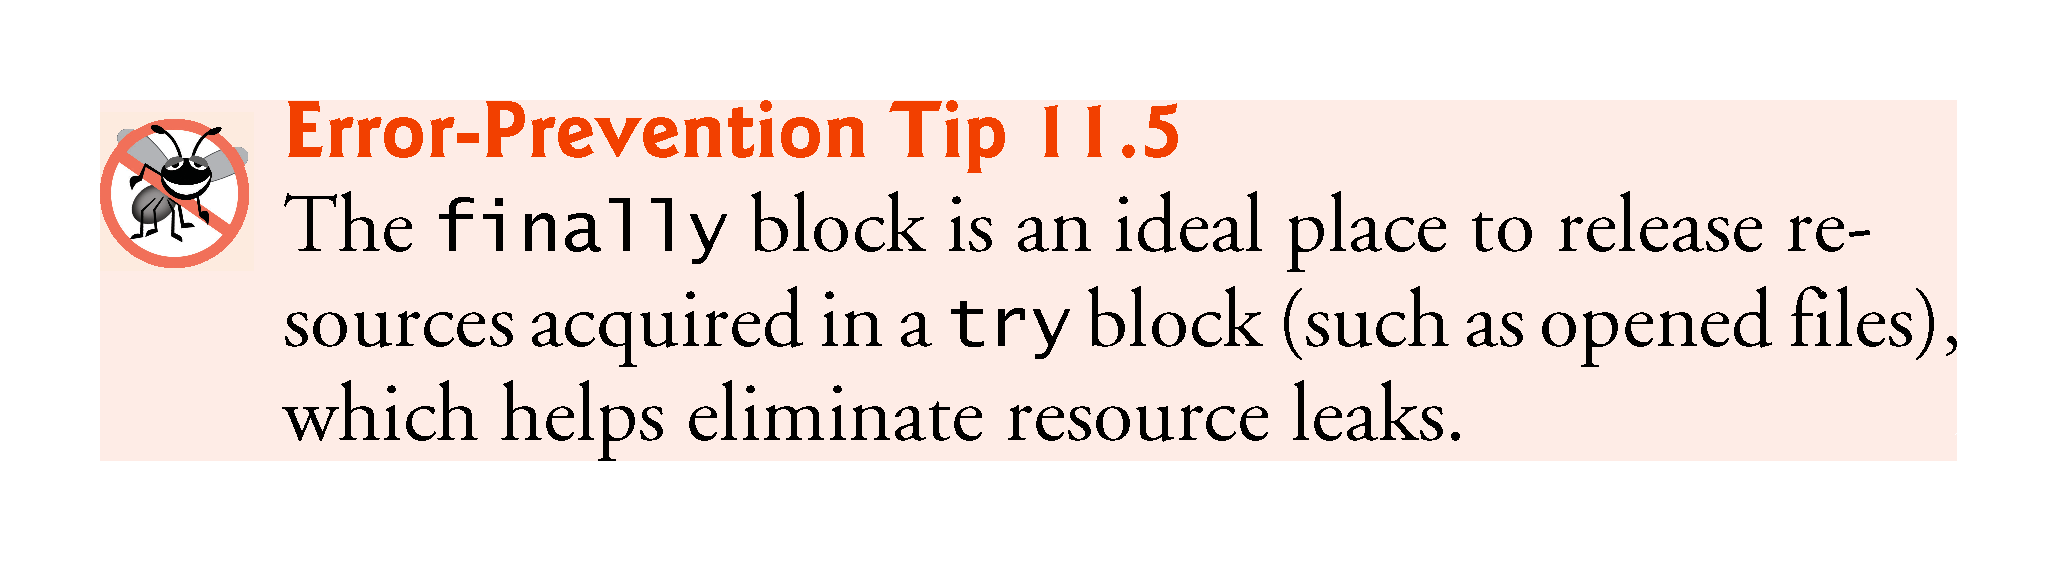 Error-Prevention Tip 11.5
The finally block is an ideal place to release re-
sources acquired in a try block (such as opened files),
which helps eliminate resource leaks.